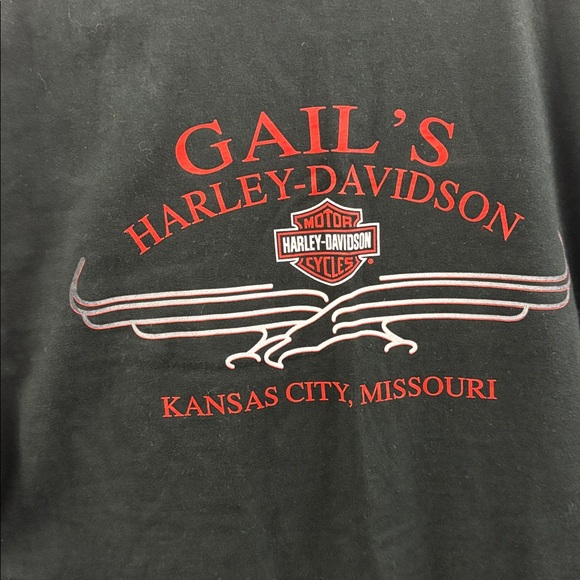 GAIL'S
HARLEY-DAVIDSON
MOTOR
HARLEY-DAVIDSON
CYCLES
®
KANSAS CITY, MISSOURI